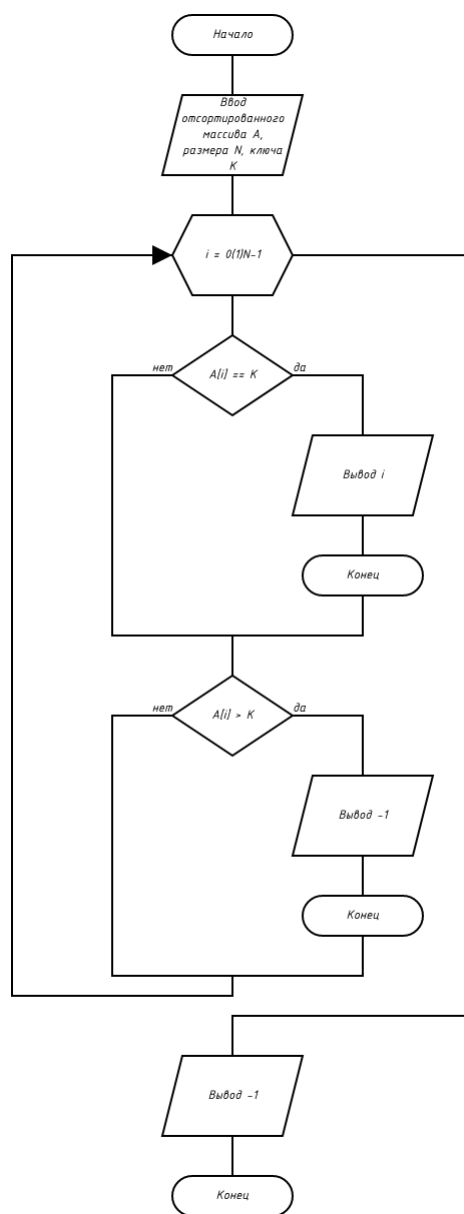 Начало
Ввод
отсортированного
массива A,
размера N, ключа
K
i = 0(1)N-1
нет
A[i] == K
да
Вывод i
Конец
нет
A[i] > K
да
Вывод -1
Конец
Вывод -1
Конец